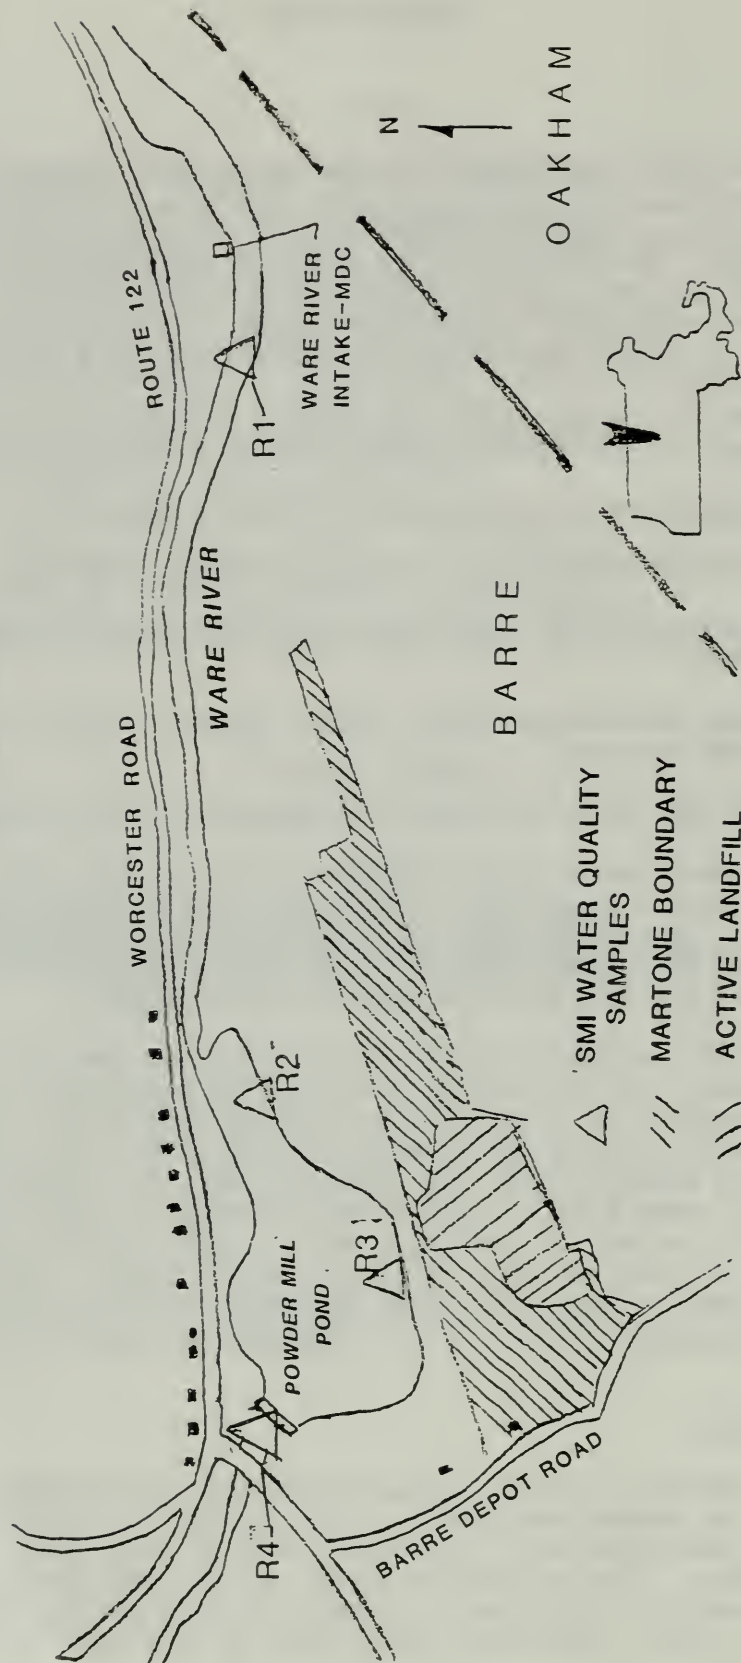 N
OAKHAM
ROUTE 122
WARE RIVER
INTAKE-MDC
R1
WARE RIVER
BARRE
WORCESTER ROAD
R2
R3
POWDER MILL
POND
R4
BARRE DEPOT ROAD
SMI WATER QUALITY
SAMPLES
MARTONE BOUNDARY
ACTIVE LANDFILL